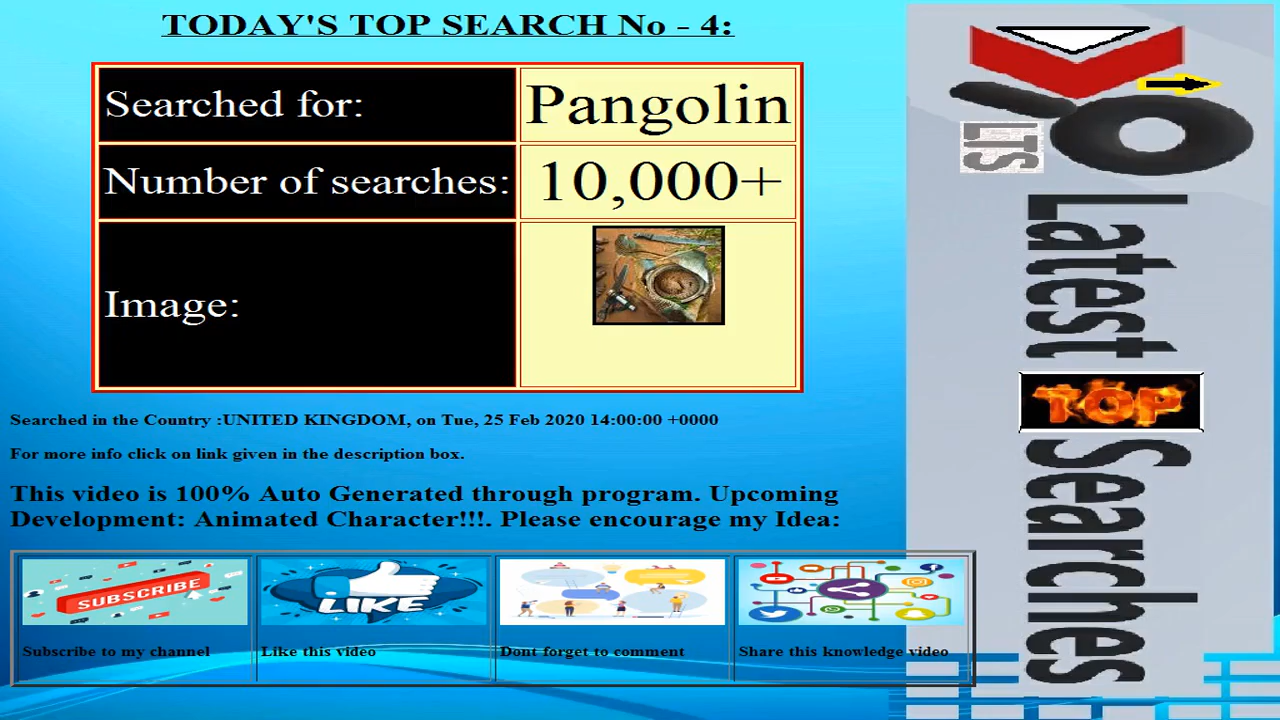 TODAY'S TOP SEARCH No - 4:
Searched for:
Pangolin
Number of searches:
10,000+
Image:
Searched in the Country :UNITED KINGDOM, on Tue, 25 Feb 2020 14:00:00 +0000
For more info click on link given in the description box.
This video is 100% Auto Generated through program. Upcoming
Development: Animated Character!!!. Please encourage my Idea:
SUBSCRIBE
LIKE
Subscribe to my channel
Like this video
Dont forget to comment
Share this knowledge video
LTS
Latest
TOP
Searches